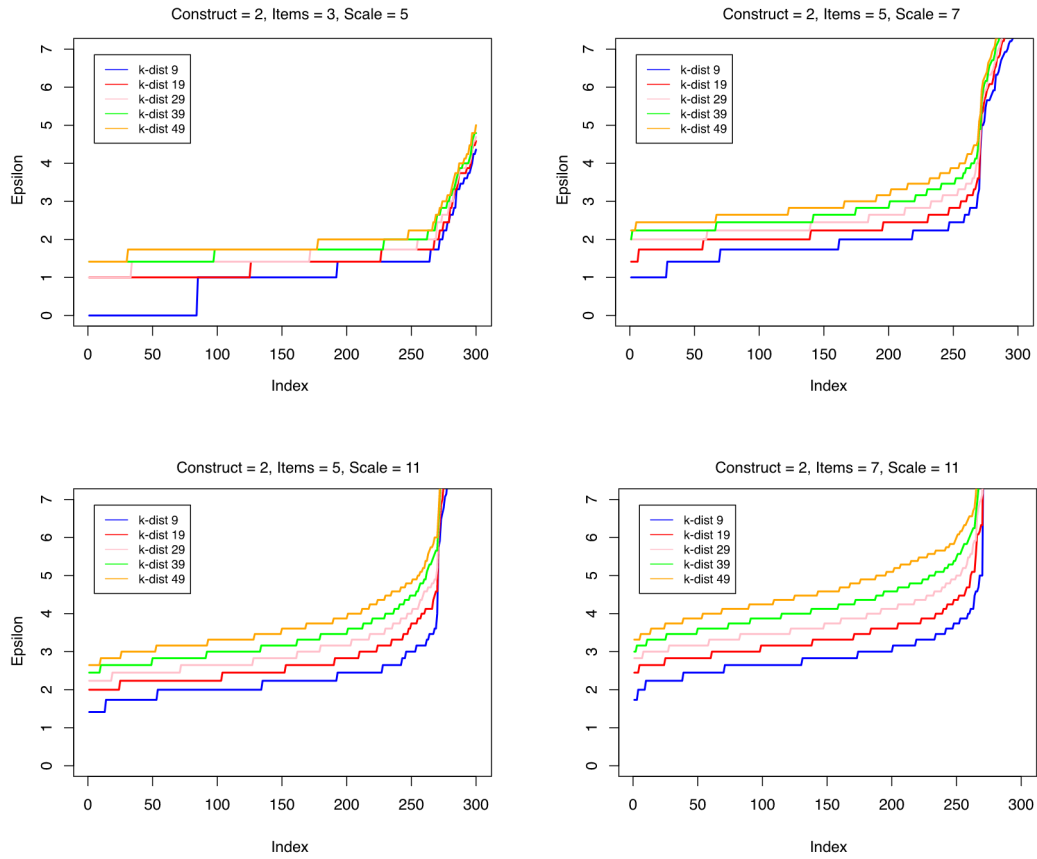 Construct = 2, Items = 3, Scale = 5
Epsilon
7
6
5
4
3
2
1
0
k-dist 9
k-dist 19
k-dist 29
k-dist 39
k-dist 49
0 50 100 150 200 250 300
Index
Construct = 2, Items = 5, Scale = 7
Epsilon
7
6
5
4
3
2
1
0
k-dist 9
k-dist 19
k-dist 29
k-dist 39
k-dist 49
0 50 100 150 200 250 300
Index
Construct = 2, Items = 5, Scale = 11
Epsilon
7
6
5
4
3
2
1
0
k-dist 9
k-dist 19
k-dist 29
k-dist 39
k-dist 49
0 50 100 150 200 250 300
Index
Construct = 2, Items = 7, Scale = 11
7
6
5
4
3
2
1
0
k-dist 9
k-dist 19
k-dist 29
k-dist 39
k-dist 49
0 50 100 150 200 250 300
Index